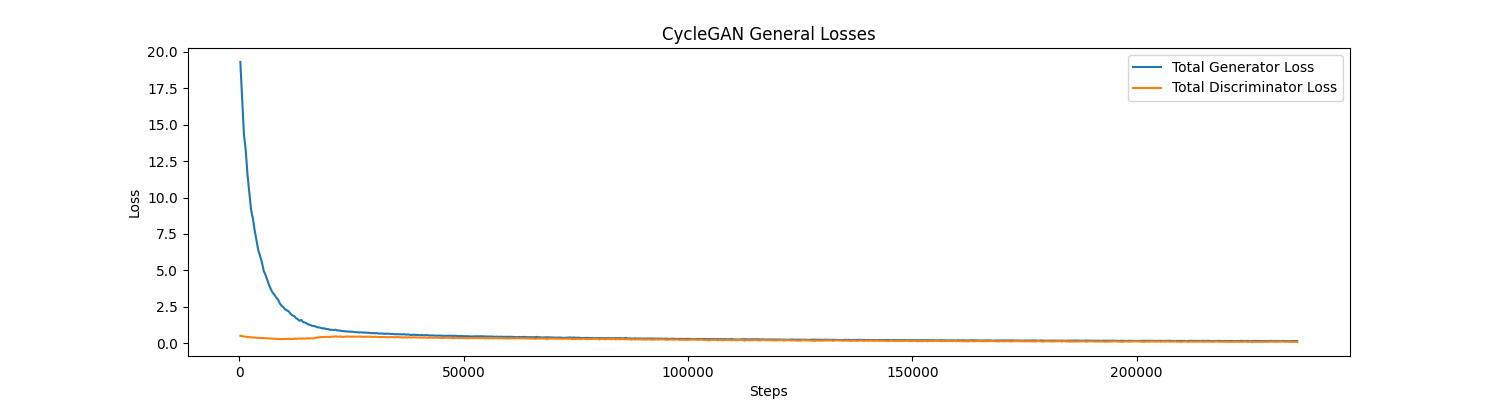 CycleGAN General Losses
20.0
17.5
15.0
12.5
10.0
7.5
5.0
2.5
0.0
Loss
Total Generator Loss
Total Discriminator Loss
0 50000 100000 150000 200000
Steps